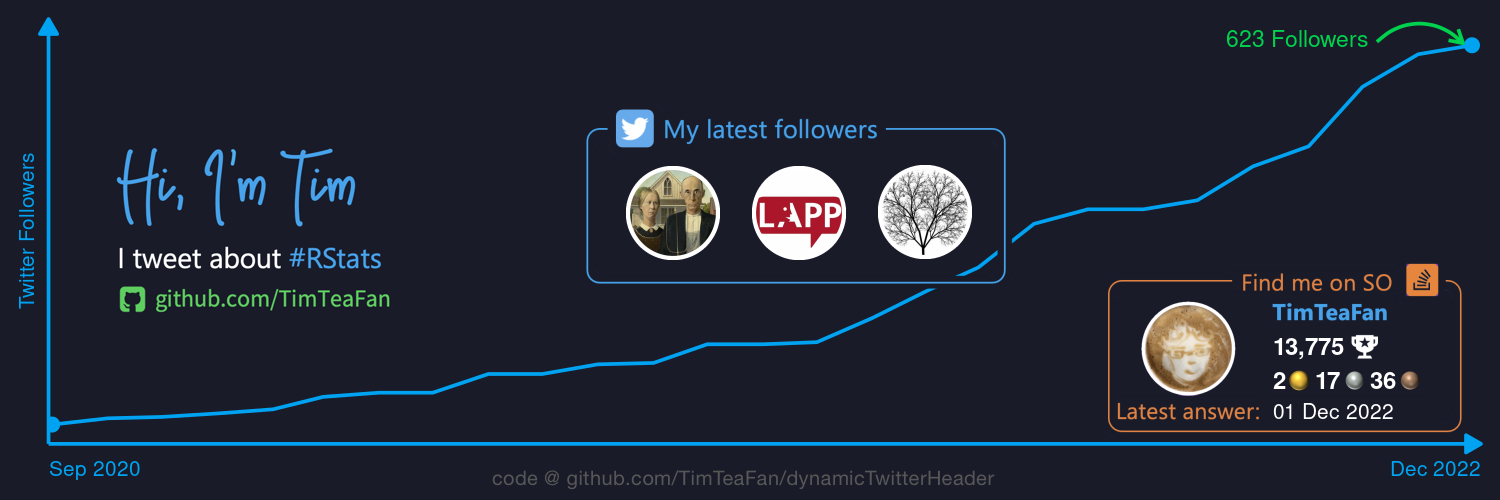 623 Followers
Twitter Followers
Hi, I'm Tim
I tweet about #RStats
github.com/TimTeaFan
My latest followers
LAPP
Find me on SO
TimTeaFan
13,775
2 17 36
Latest answer: 01 Dec 2022
Sep 2020
Dec 2022
code @ github.com/TimTeaFan/dynamicTwitterHeader